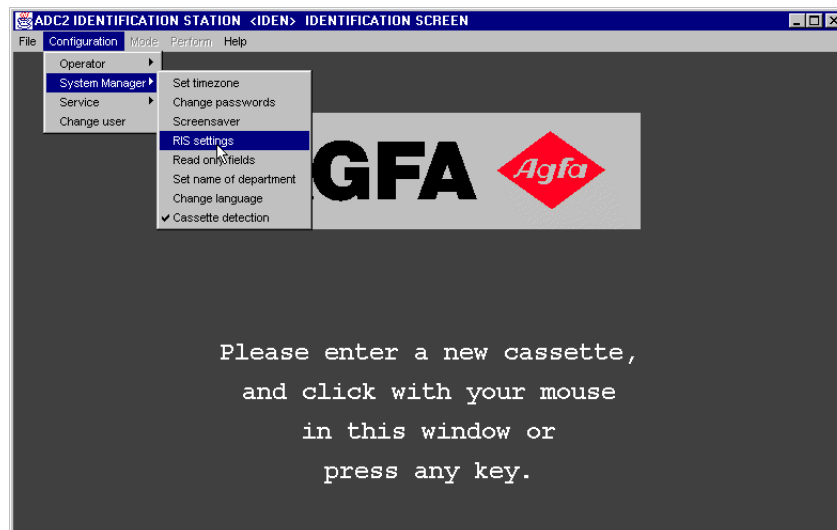 ADC2 IDENTIFICATION STATION <IDEN> IDENTIFICATION SCREEN
File Configuration Mode Perform Help
Operator
System Manager
Service
Change user
Set timezone
Change passwords
Screensaver
RIS settings
Read only fields
Set name of department
Change language
Cassette detection
GFA
Agfa
Please enter a new cassette,
and click with your mouse
in this window or
press any key.